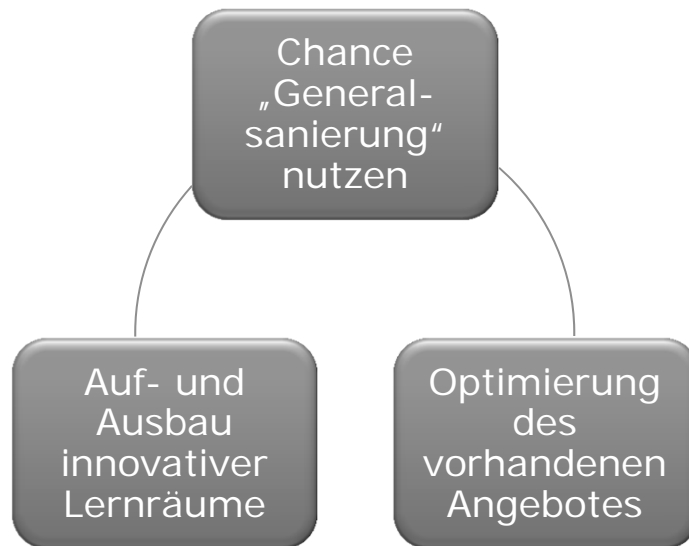 Chance
„General-
sanierung“
nutzen
Auf- und
Ausbau
innovativer
Lernräume
Optimierung
des
vorhandenen
Angebotes